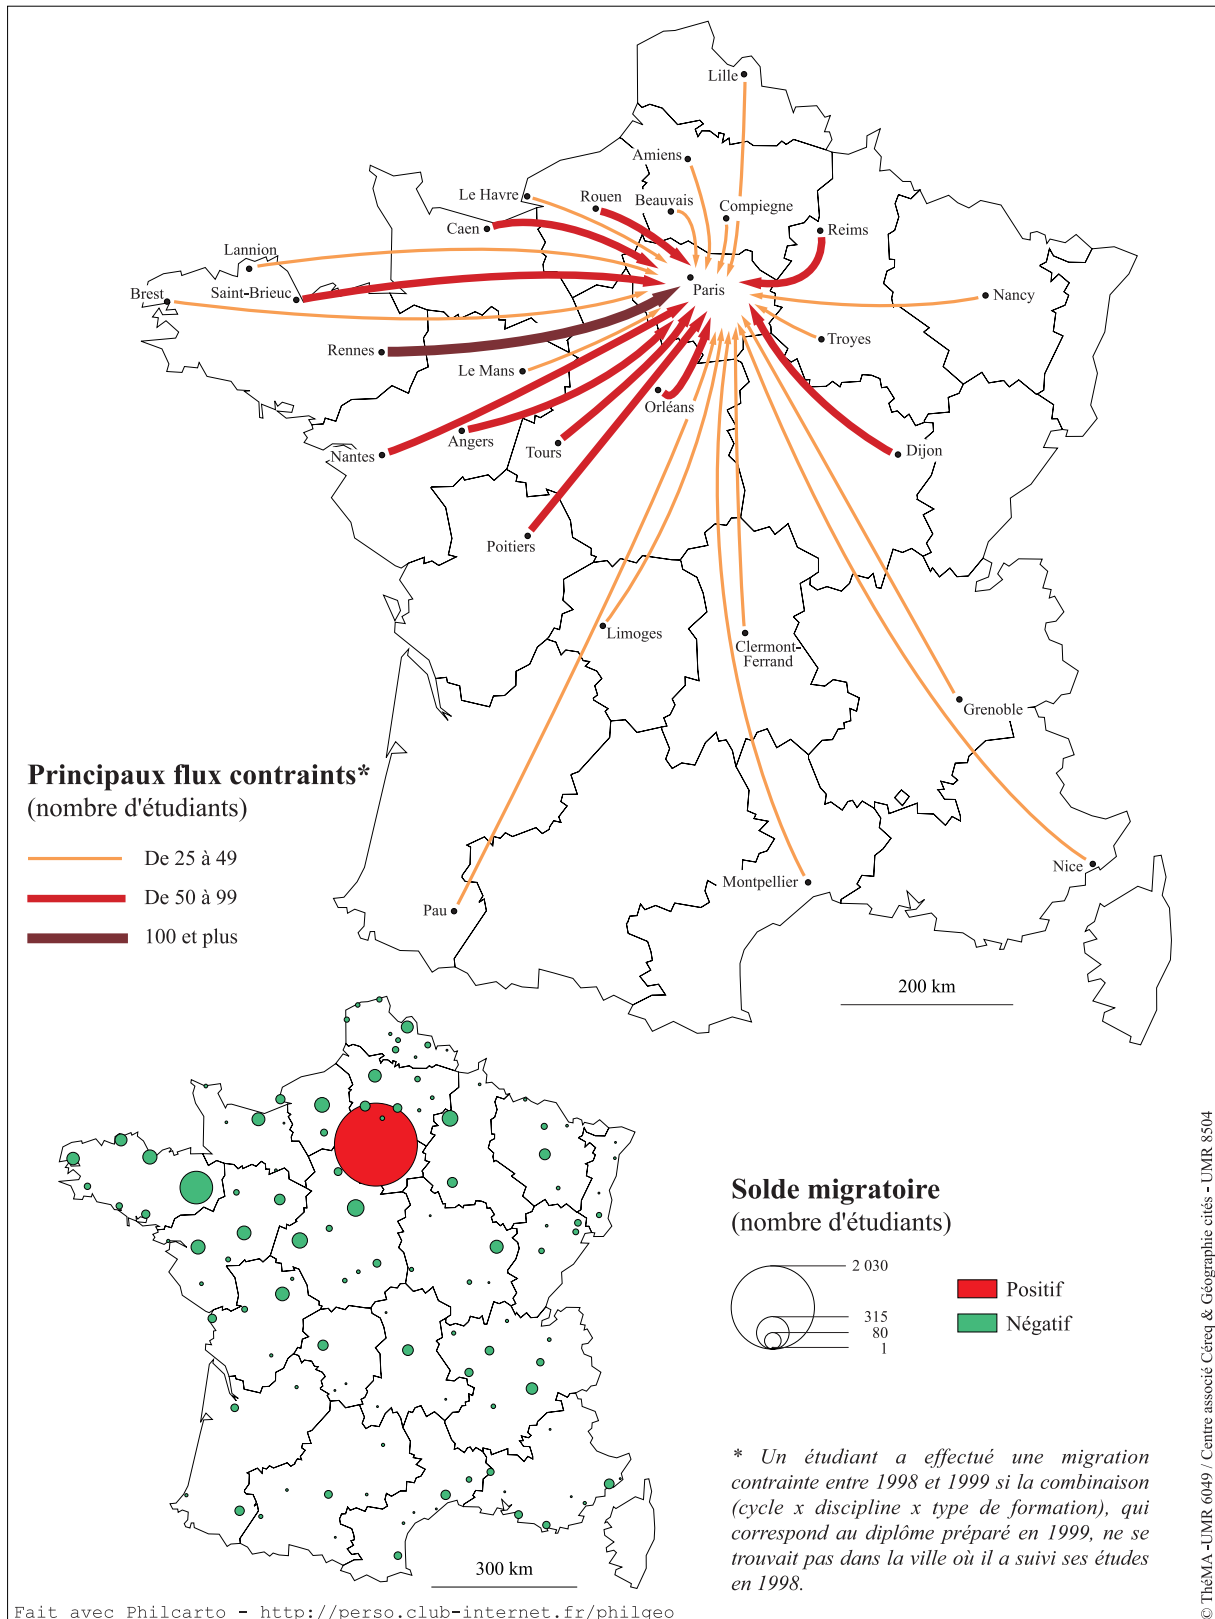 Lille
Amiens
Le Havre
Rouen
Beauvais
Compiegne
Caen
Reims
Lannion
Brest
Saint-Brieuc
Paris
Nancy
Rennes
Troyes
Le Mans
Orléans
Angers
Tours
Nantes
Dijon
Poitiers
Limoges
Clermont-
Ferrand
Grenoble
Nice
Montpellier
Pau
Principaux flux contraints*
(nombre d'étudiants)
De 25 à 49
De 50 à 99
100 et plus
200 km
Solde migratoire
(nombre d'étudiants)
2 030
315
80
1
Positif
Négatif
* Un étudiant a effectué une migration
contrainte entre 1998 et 1999 si la combinaison
(cycle x discipline x type de formation), qui
correspond au diplôme préparé en 1999, ne se
trouvait pas dans la ville où il a suivi ses études
en 1998.
300 km
Fait avec Philcarto - http://perso.club-internet.fr/philgeo
© ThéMA -UMR 6049 / Centre associé Céreq & Géographie cités - UMR 8504